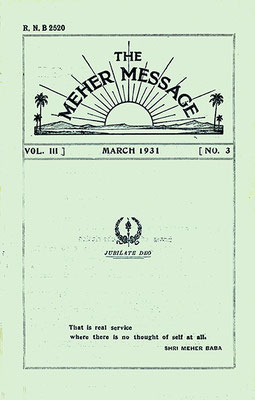 R. N. B 2520
THE
MEHER MESSAGE
VOL. III ] MARCH 1931 [ NO. 3
JUBILATE DEO
That is real service
where there is no thought of self at all.
SHRI MEHER BABA